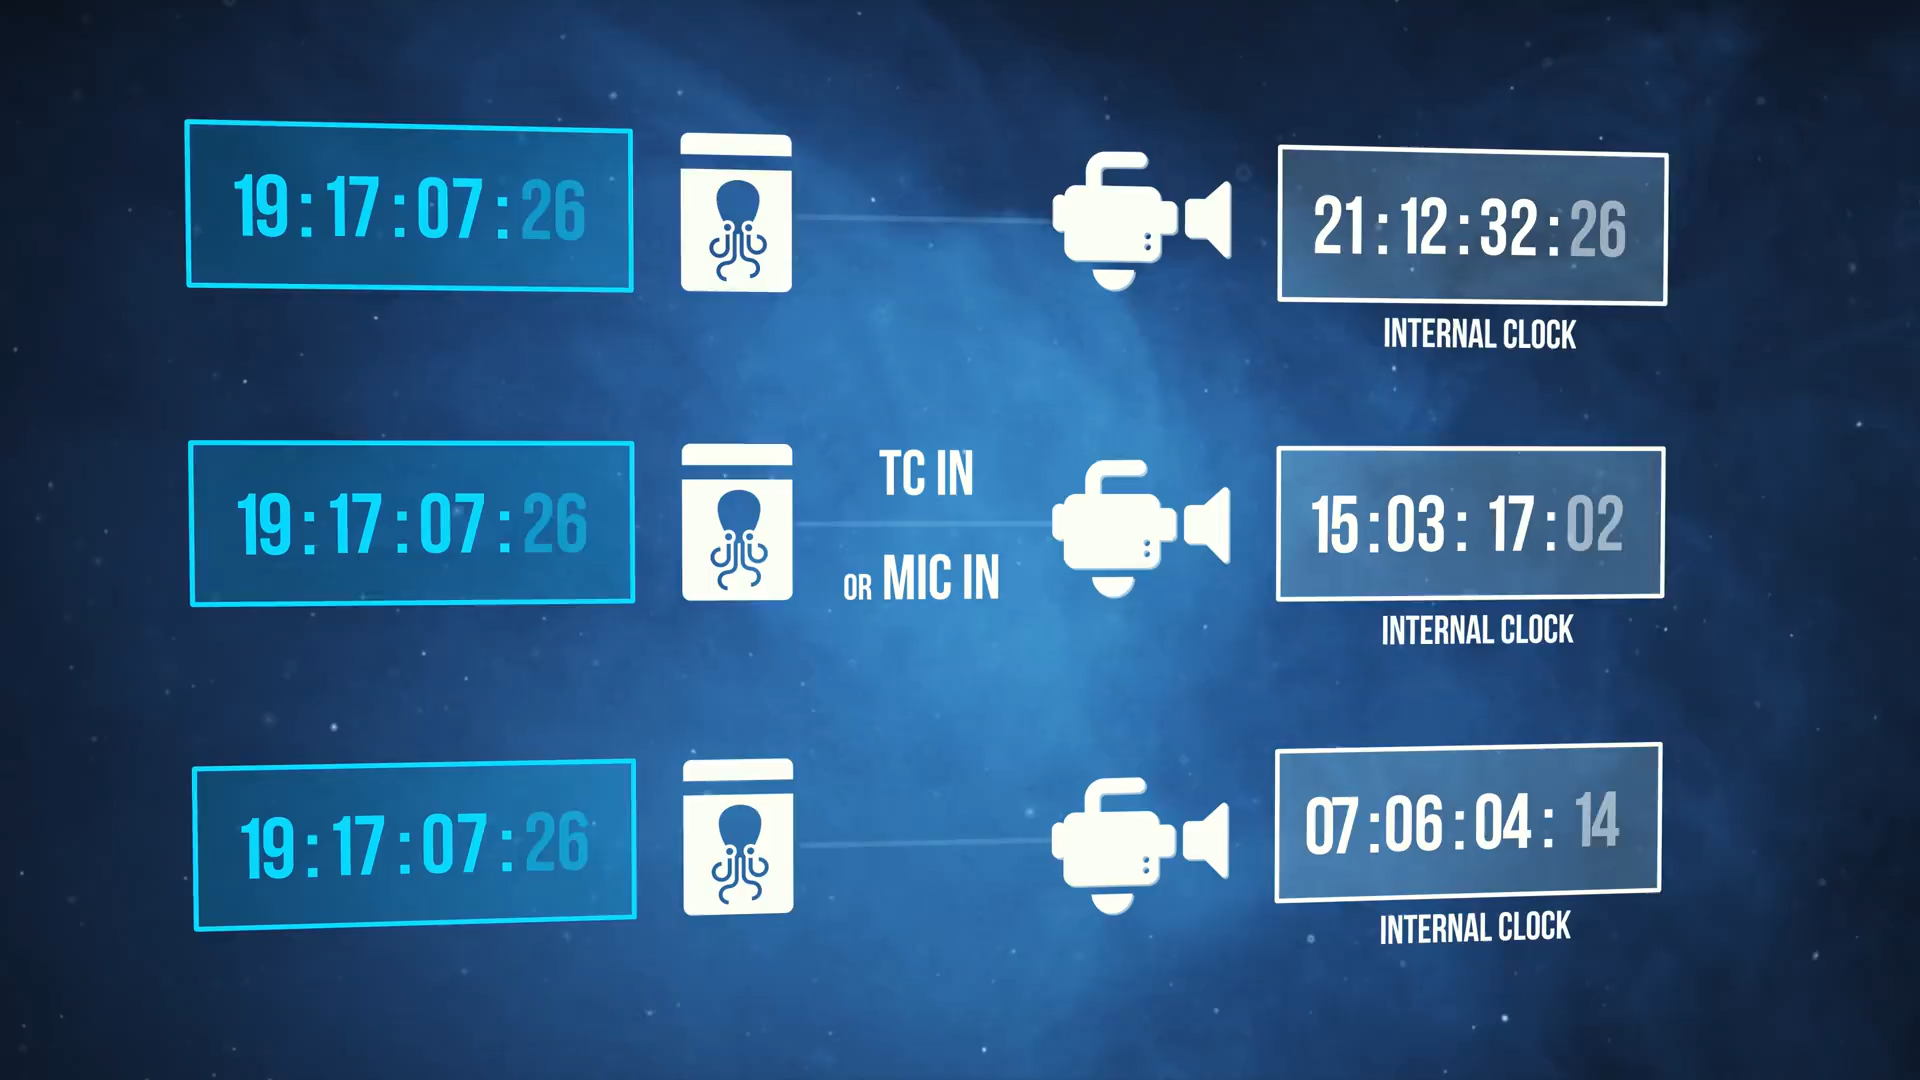 19:17:07:26
21:12:32:26
INTERNAL CLOCK
19:17:07:26
TC IN
OR MIC IN
15:03: 17:02
INTERNAL CLOCK
19:17:07:26
07:06:04: 14
INTERNAL CLOCK